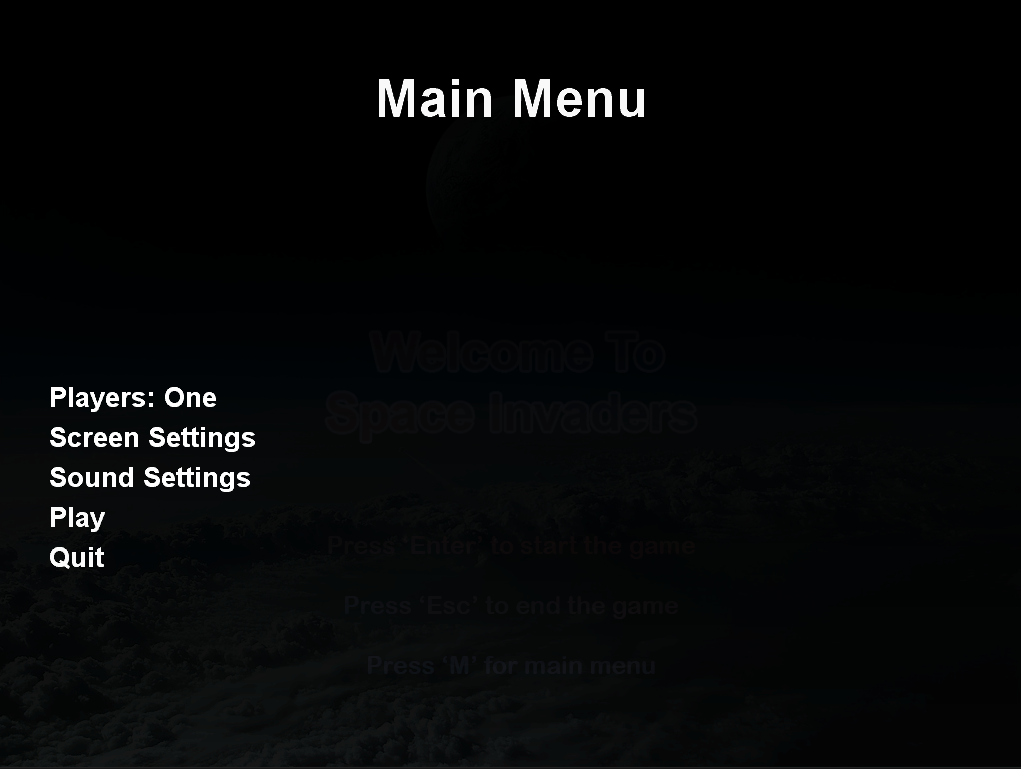 Main Menu
Welcome To
Players: One
Space Invaders
Screen Settings
Sound Settings
Play
Press ‘Enter’ to start the game
Quit
Press ‘Esc’ to end the game
Press ‘M’ for main menu